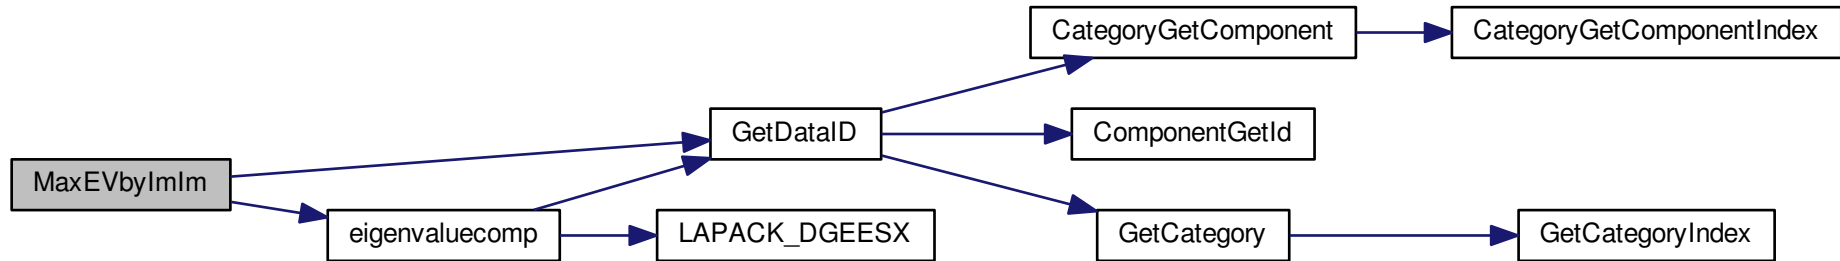 CategoryGetComponent
CategoryGetComponentIndex
GetDataID
ComponentGetId
MaxEVbyImIm
eigenvaluecomp
LAPACK_DGEESX
GetCategory
GetCategoryIndex